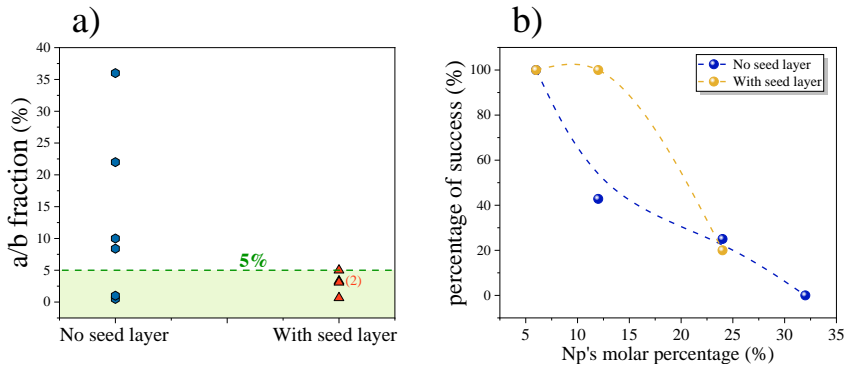 a)
a/b fraction (%)
40
35
30
25
20
15
10
5
0
5%
(2)
No seed layer
With seed layer
b)
percentage of success (%)
100
80
60
40
20
0
No seed layer
With seed layer
5
10
15
20
25
30
35
Np's molar percentage (%)